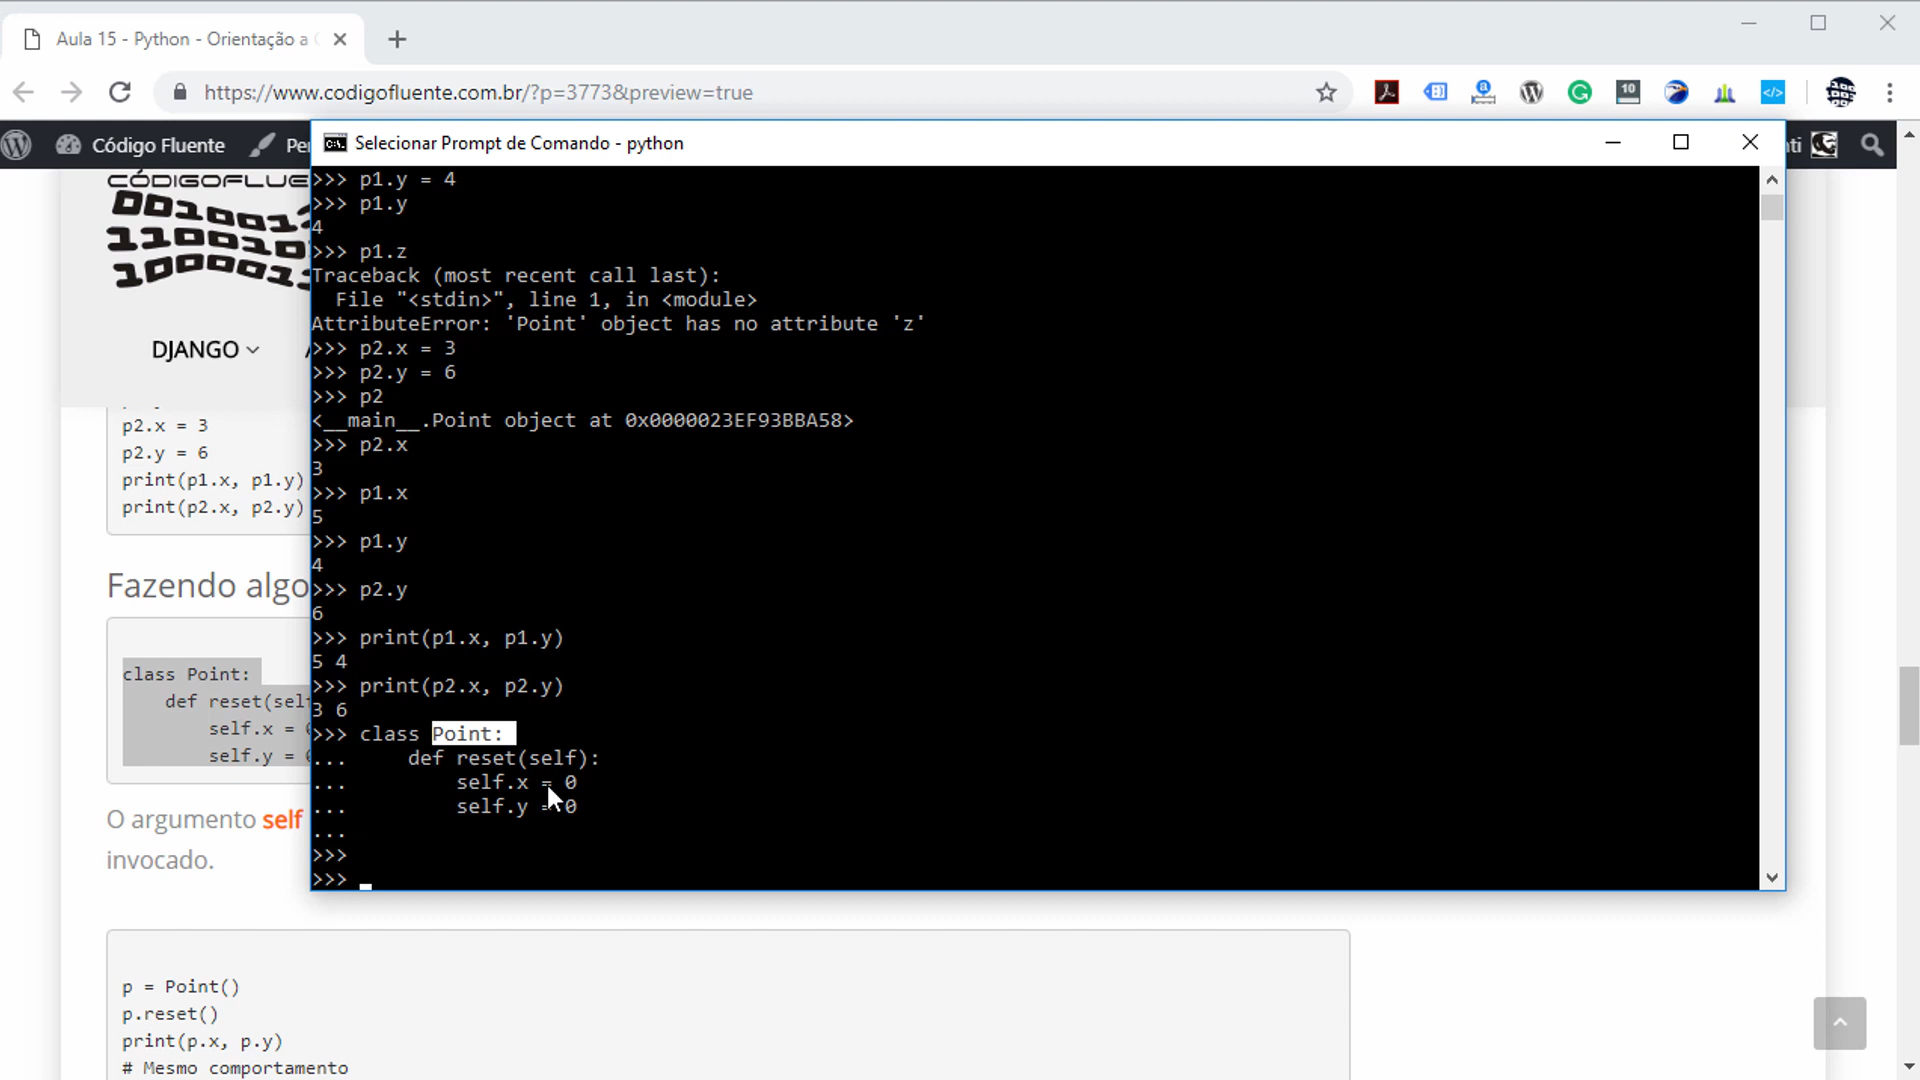 Aula 15 - Python - Orientação a
https://www.codigofluente.com.br/?p=3773&preview=true
10
Código Fluente
Selecionar Prompt de Comando - python
CÓDIGOFLUE
DJANGO
p2.x = 3
p2.y = 6
print(p1.x, p1.y)
print(p2.x, p2.y)
Fazendo algo
class Point:
def reset(sel
self.x = 
self.y = 
O argumento self
invocado.
>>> p1.y = 4
>>> p1.y
4
>>> p1.z
Traceback (most recent call last):
File "<stdin>", line 1, in <module>
AttributeError: 'Point' object has no attribute 'z'
>>> p2.x = 3
>>> p2.y = 6
>>> p2
<__main__.Point object at 0x0000023EF93BBA58>
>>> p2.x
3
>>> p1.x
5
>>> p1.y
4
>>> p2.y
6
>>> print(p1.x, p1.y)
5 4
>>> print(p2.x, p2.y)
3 6
>>> class Point:
...     def reset(self):
...         self.x = 0
...         self.y = 0
...
>>>
>>>
p = Point()
p.reset()
print(p.x, p.y)
# Mesmo comportamento